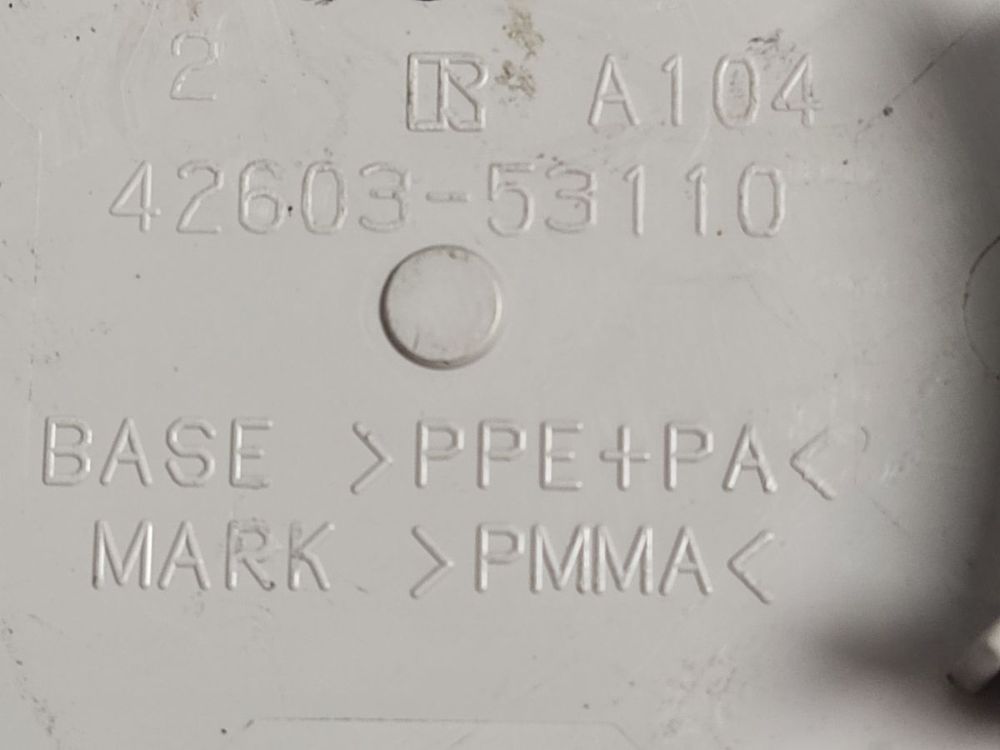 2 R A104
42603-53110
BASE >PPE+PA<
MARK >PMMA<